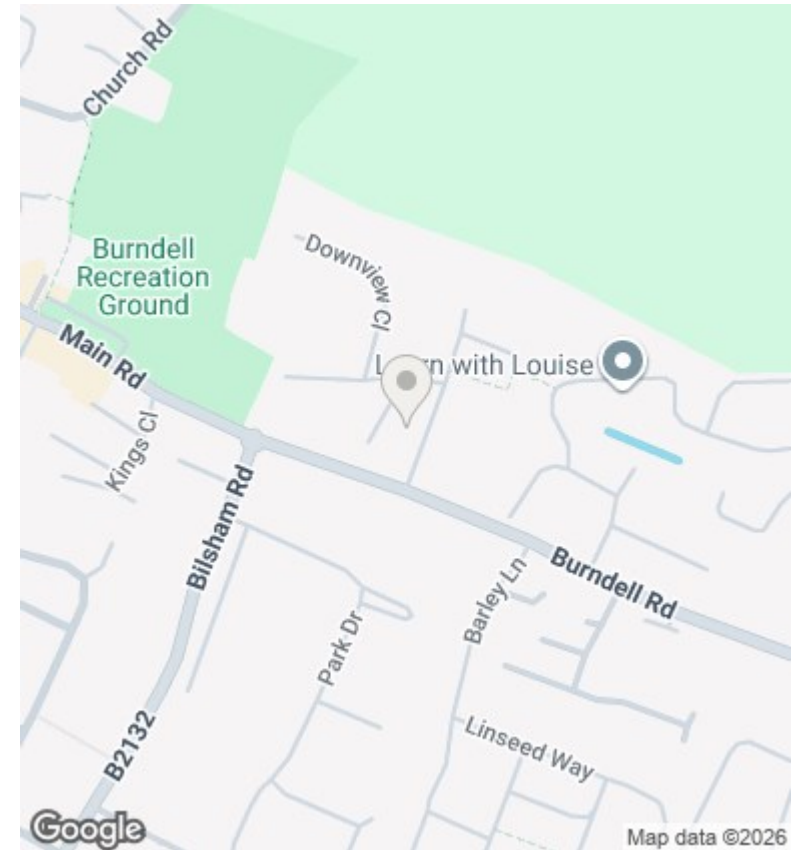 Church Rd
Burndell
Recreation
Ground
Downview Cl
Main Rd
with Louise
Kings Cl
Bilsham Rd
Burndell Rd
Barley Ln
Park Dr
Linseed Way
B2132
Google
Map data ©2026